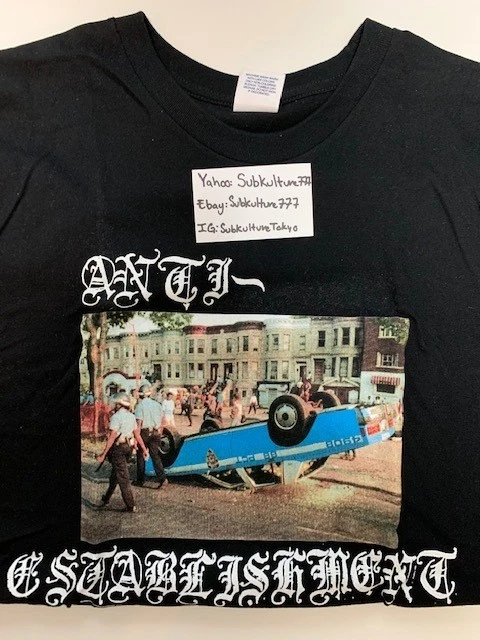 Yahoo: Subkulture777
Ebay: Subkulture777
IG: SubkultureTokyo
ANTI-
ESTABLISHMENT